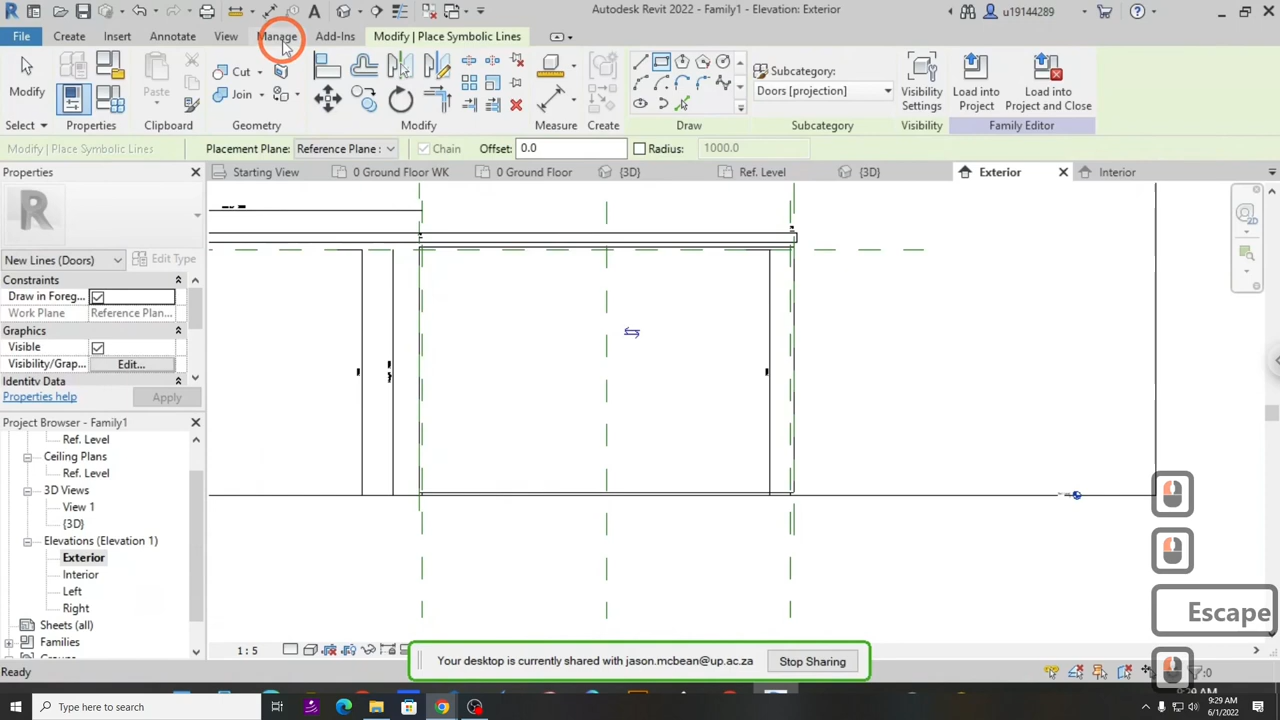 Autodesk Revit 2022 - Family1 - Elevation: Exterior
u19144289
File Create Insert Annotate View Manage Add-Ins Modify | Place Symbolic Lines
Modify Paste Cut Join
Subcategory:
Doors [projection]
Visibility Settings
Load into Project
Load into Project and Close
Select Properties Clipboard Geometry Modify Measure Create Draw Subcategory Visibility Family Editor
Modify | Place Symbolic Lines Placement Plane: Reference Plane : Chain Offset: 0.0 Radius: 1000.0
Properties
Starting View 0 Ground Floor WK 0 Ground Floor {3D} Ref. Level {3D} Exterior Interior
New Lines (Doors) Edit Type
Constraints
Draw in Foreg...
Work Plane Reference Plan...
Graphics
Visible
Visibility/Grap... Edit...
Identity Data
Properties help Apply
Project Browser - Family1
Ref. Level
Ceiling Plans
Ref. Level
3D Views
View 1
{3D}
Elevations (Elevation 1)
Exterior
Interior
Left
Right
Sheets (all)
Families
1 : 5
Your desktop is currently shared with jason.mcbean@up.ac.za Stop Sharing
Escape
Ready
:0
Type here to search
9:29 AM
6/1/2022